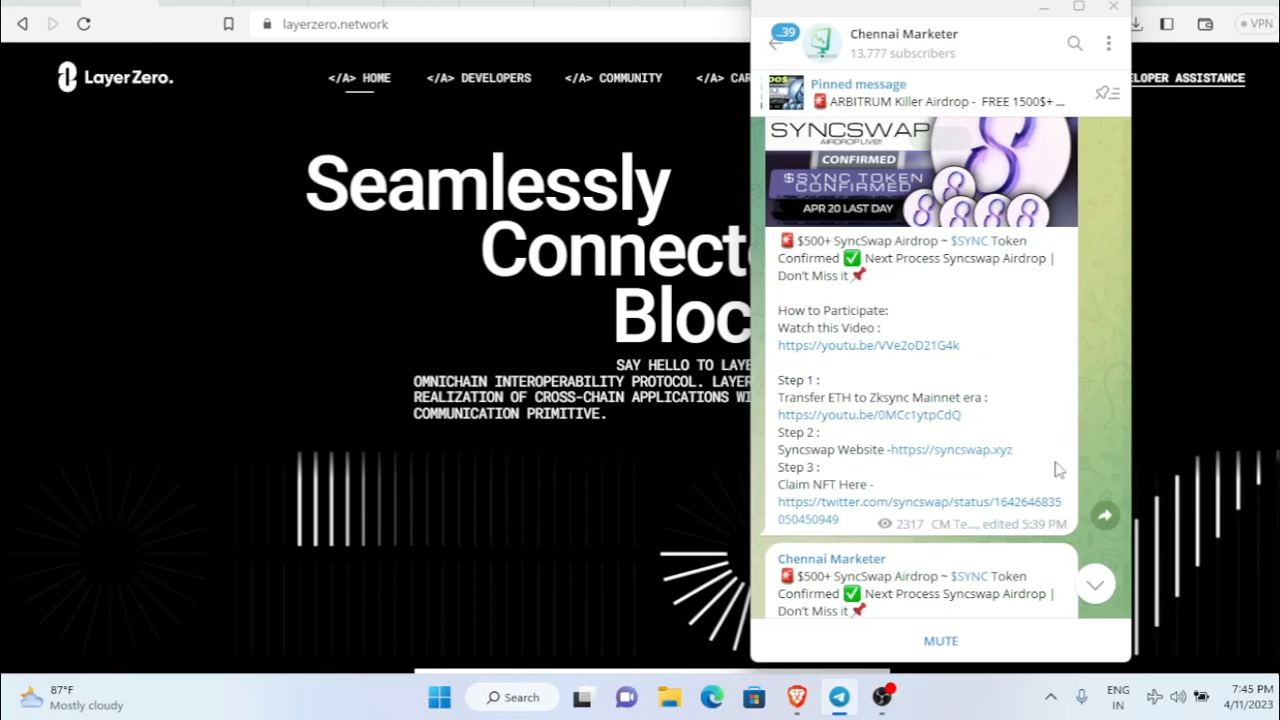 layerzero.network
VPN
LayerZero.
</A> HOME
</A> DEVELOPERS
</A> COMMUNITY
</A> CAR
ELOPER ASSISTANCE
Seamlessly
Connect
Bloc
SAY HELLO TO LAYE
OMNICHAIN INTEROPERABILITY PROTOCOL. LAYER
REALIZATION OF CROSS-CHAIN APPLICATIONS WI
COMMUNICATION PRIMITIVE.
..39
Chennai Marketer
13,777 subscribers
Pinned message
🚨 ARBITRUM Killer Airdrop - FREE 1500$+ ...
SYNCSWAP
AIRDROP LIVE!!
CONFIRMED
$SYNC TOKEN
CONFIRMED
APR 20 LAST DAY
🚨 $500+ SyncSwap Airdrop ~ $SYNC Token
Confirmed ✅ Next Process Syncswap Airdrop |
Don't Miss it 📌
How to Participate:
Watch this Video :
https://youtu.be/VVe2oD21G4k
Step 1 :
Transfer ETH to Zksync Mainnet era :
https://youtu.be/0MCc1ytpCdQ
Step 2 :
Syncswap Website -https://syncswap.xyz
Step 3 :
Claim NFT Here -
https://twitter.com/syncswap/status/1642646835
050450949
2317 CM Te..., edited 5:39 PM
Chennai Marketer
🚨 $500+ SyncSwap Airdrop ~ $SYNC Token
Confirmed ✅ Next Process Syncswap Airdrop |
Don't Miss it 📌
MUTE
Mostly cloudy
Search
ENG
IN
7:45 PM
4/11/2023